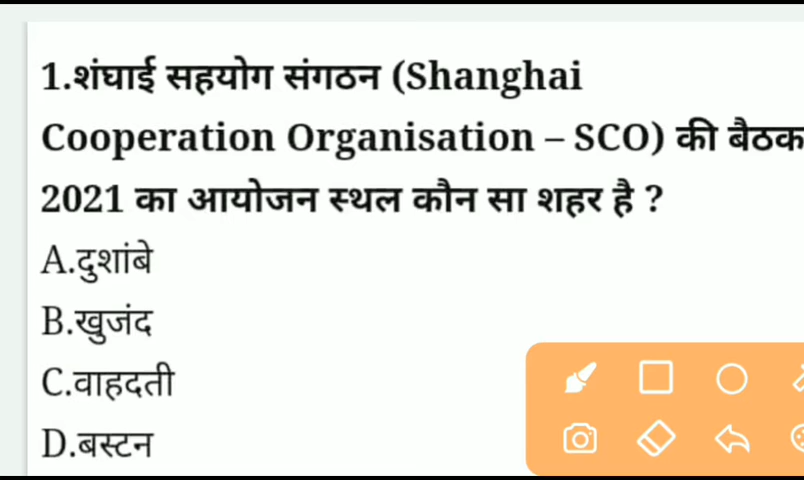 1.शंघाई सहयोग संगठन (Shanghai
Cooperation Organisation – SCO) की बैठक
2021 का आयोजन स्थल कौन सा शहर है ?
A.दुशांबे
B.खुजंद
C.वाहदती
D.बस्टन